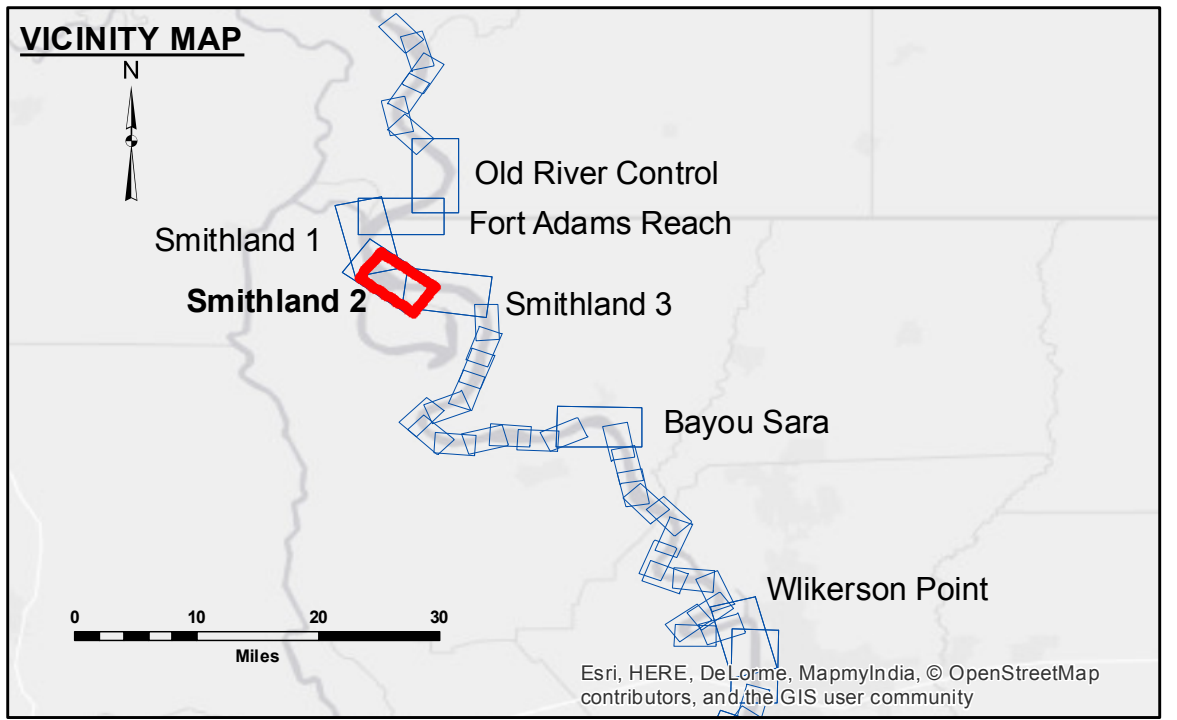 VICINITY MAP
N
Old River Control
Fort Adams Reach
Smithland 1
Smithland 2
Smithland 3
Bayou Sara
Wlikerson Point
0 10 20 30
Miles
Esri, HERE, DeLorme, MapmyIndia, © OpenStreetMap
contributors, and the GIS user community